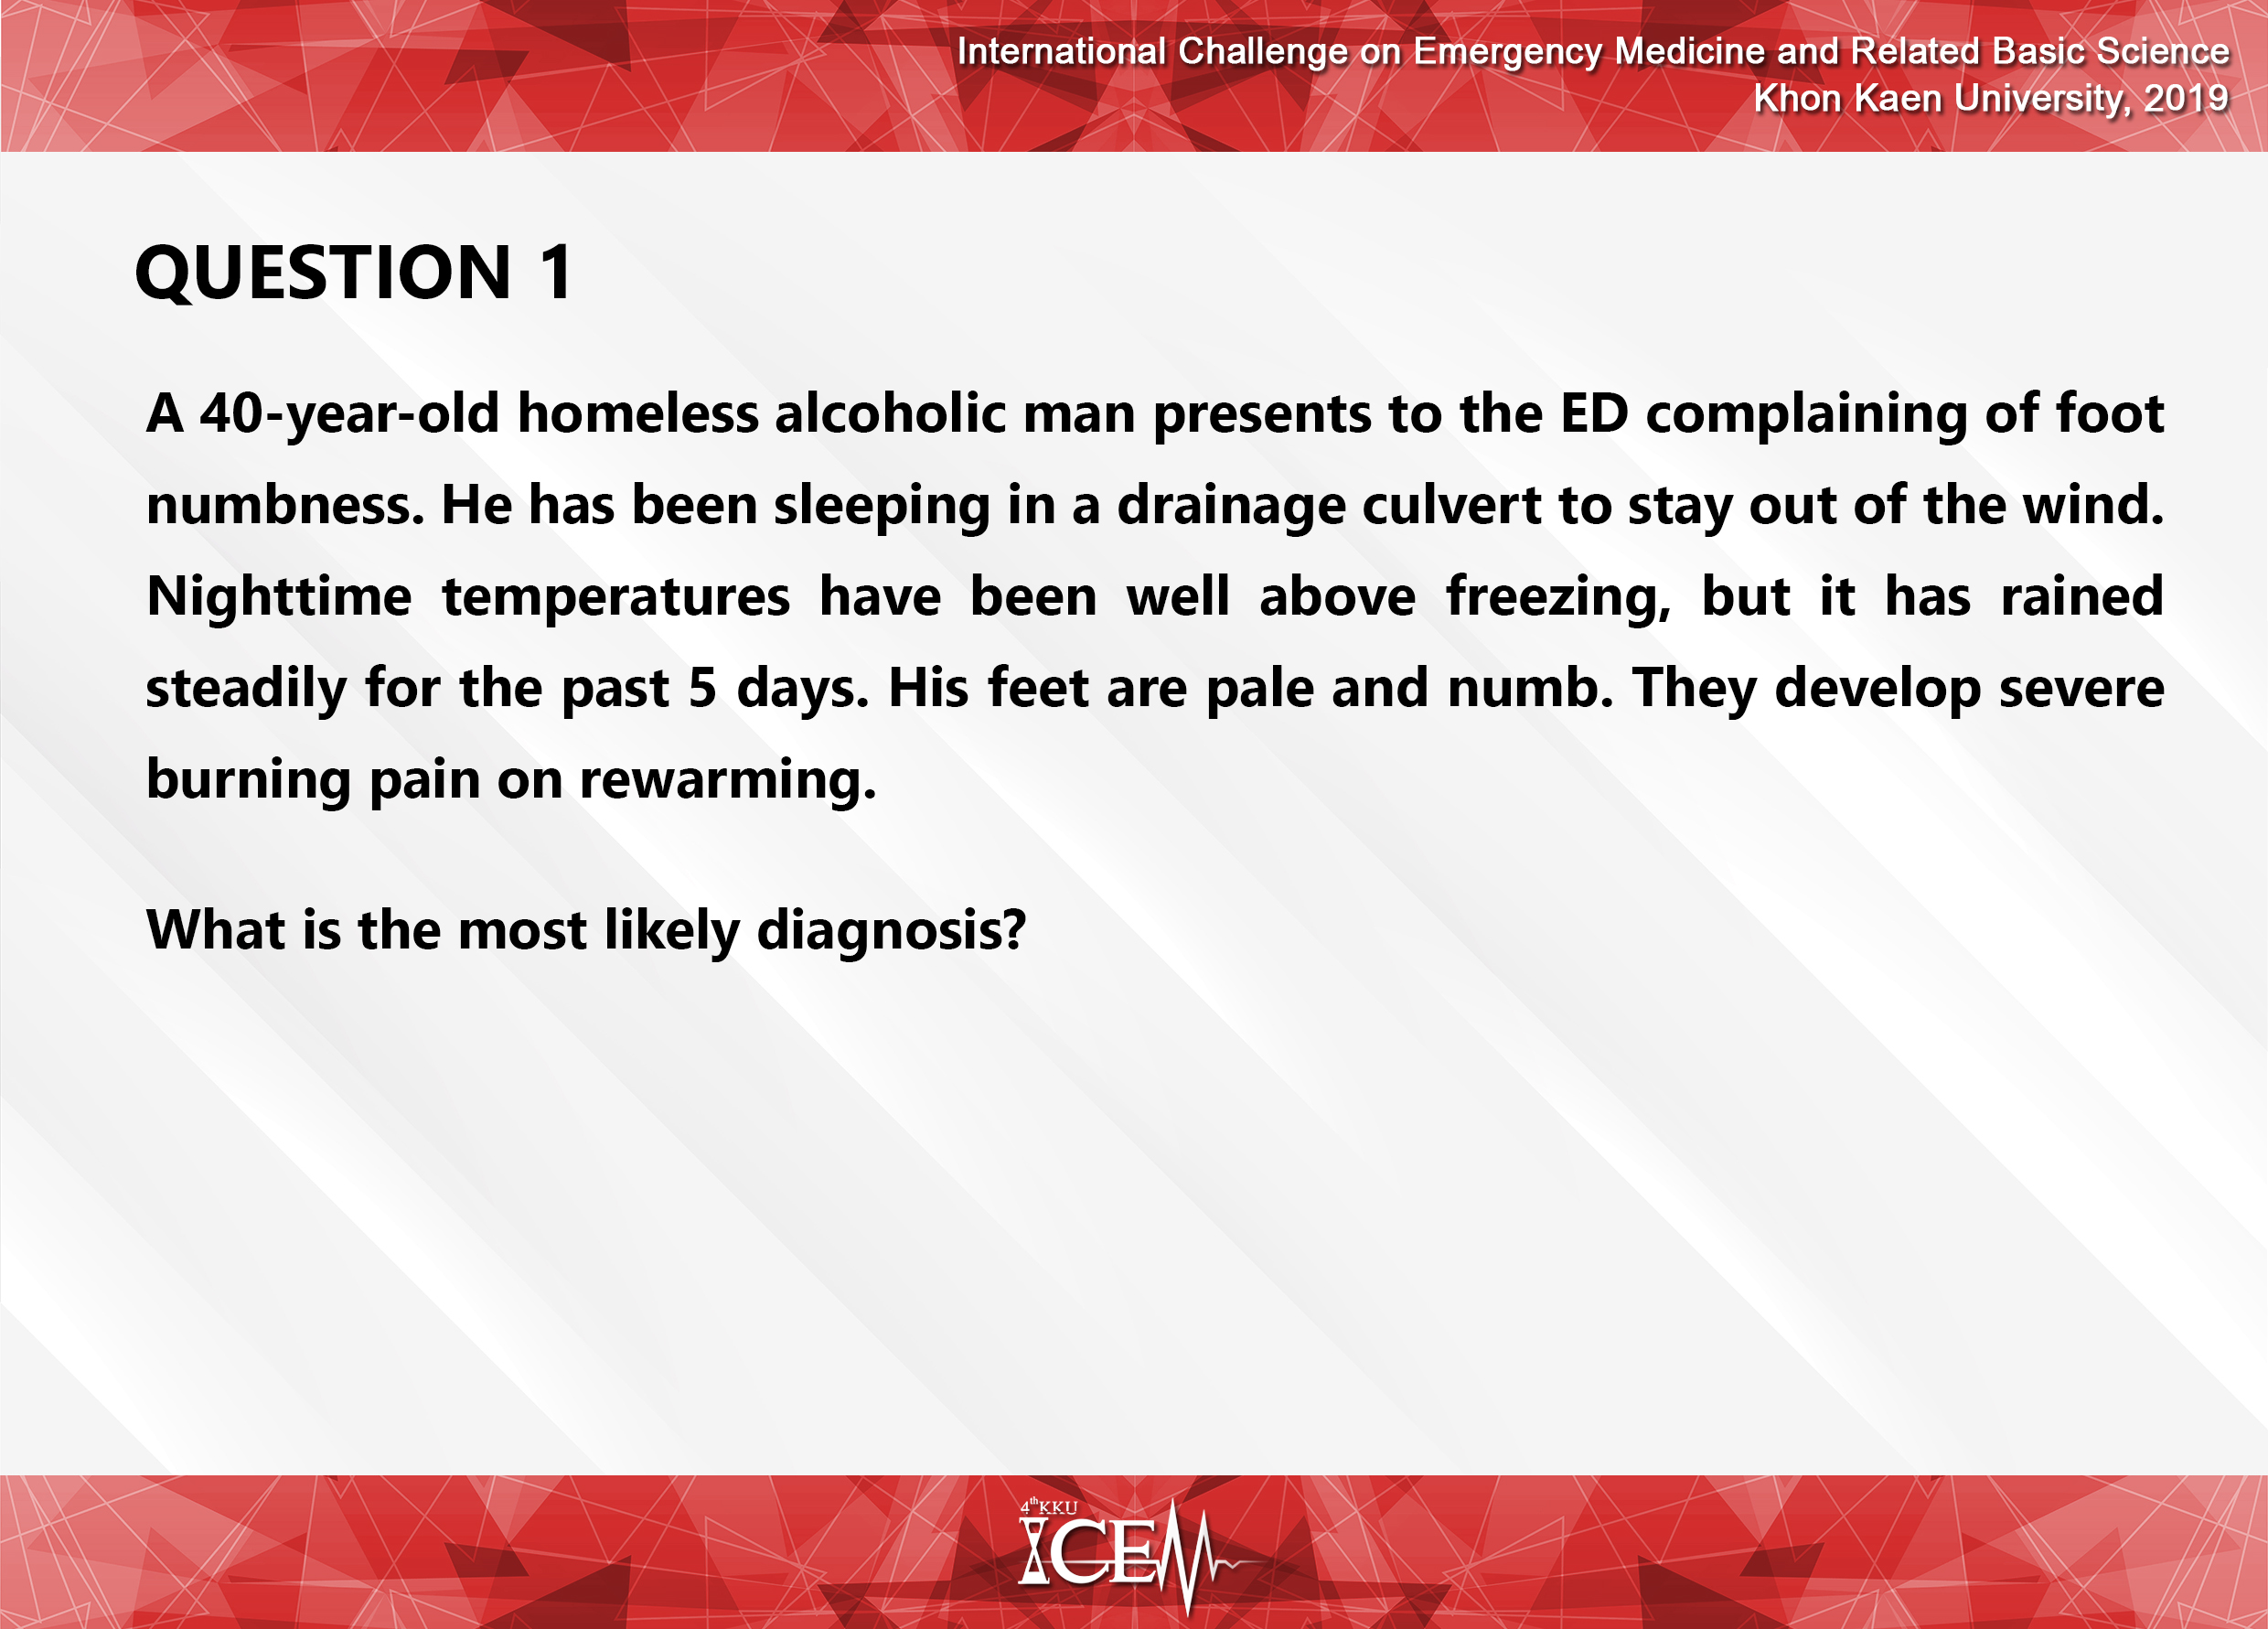 International Challenge on Emergency Medicine and Related Basic Science
Khon Kaen University, 2019
QUESTION 1
A 40-year-old homeless alcoholic man presents to the ED complaining of foot
numbness. He has been sleeping in a drainage culvert to stay out of the wind.
Nighttime temperatures have been well above freezing, but it has rained
steadily for the past 5 days. His feet are pale and numb. They develop severe
burning pain on rewarming.
What is the most likely diagnosis?
4th KKU
ICEM